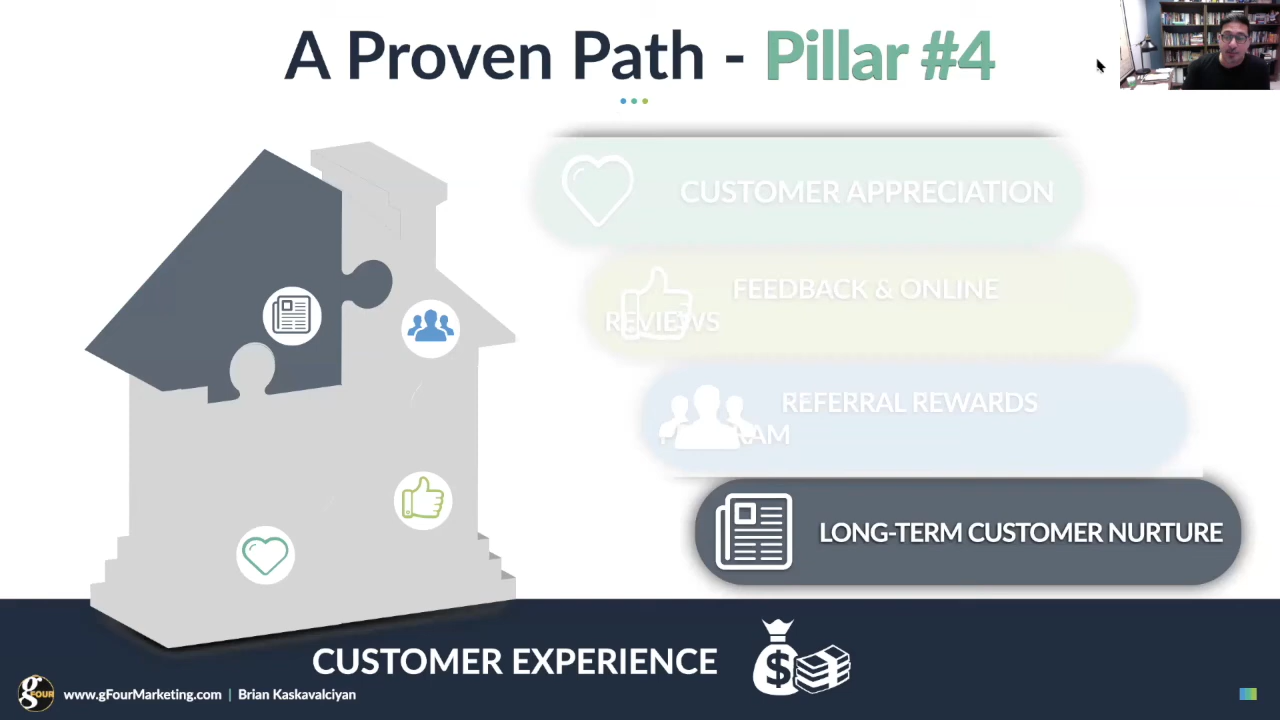 A Proven Path - Pillar #4
CUSTOMER APPRECIATION
FEEDBACK & ONLINE
REVIEWS
REFERRAL REWARDS
LONG-TERM CUSTOMER NURTURE
CUSTOMER EXPERIENCE
g FOUR www.gFourMarketing.com | Brian Kaskavalciyan